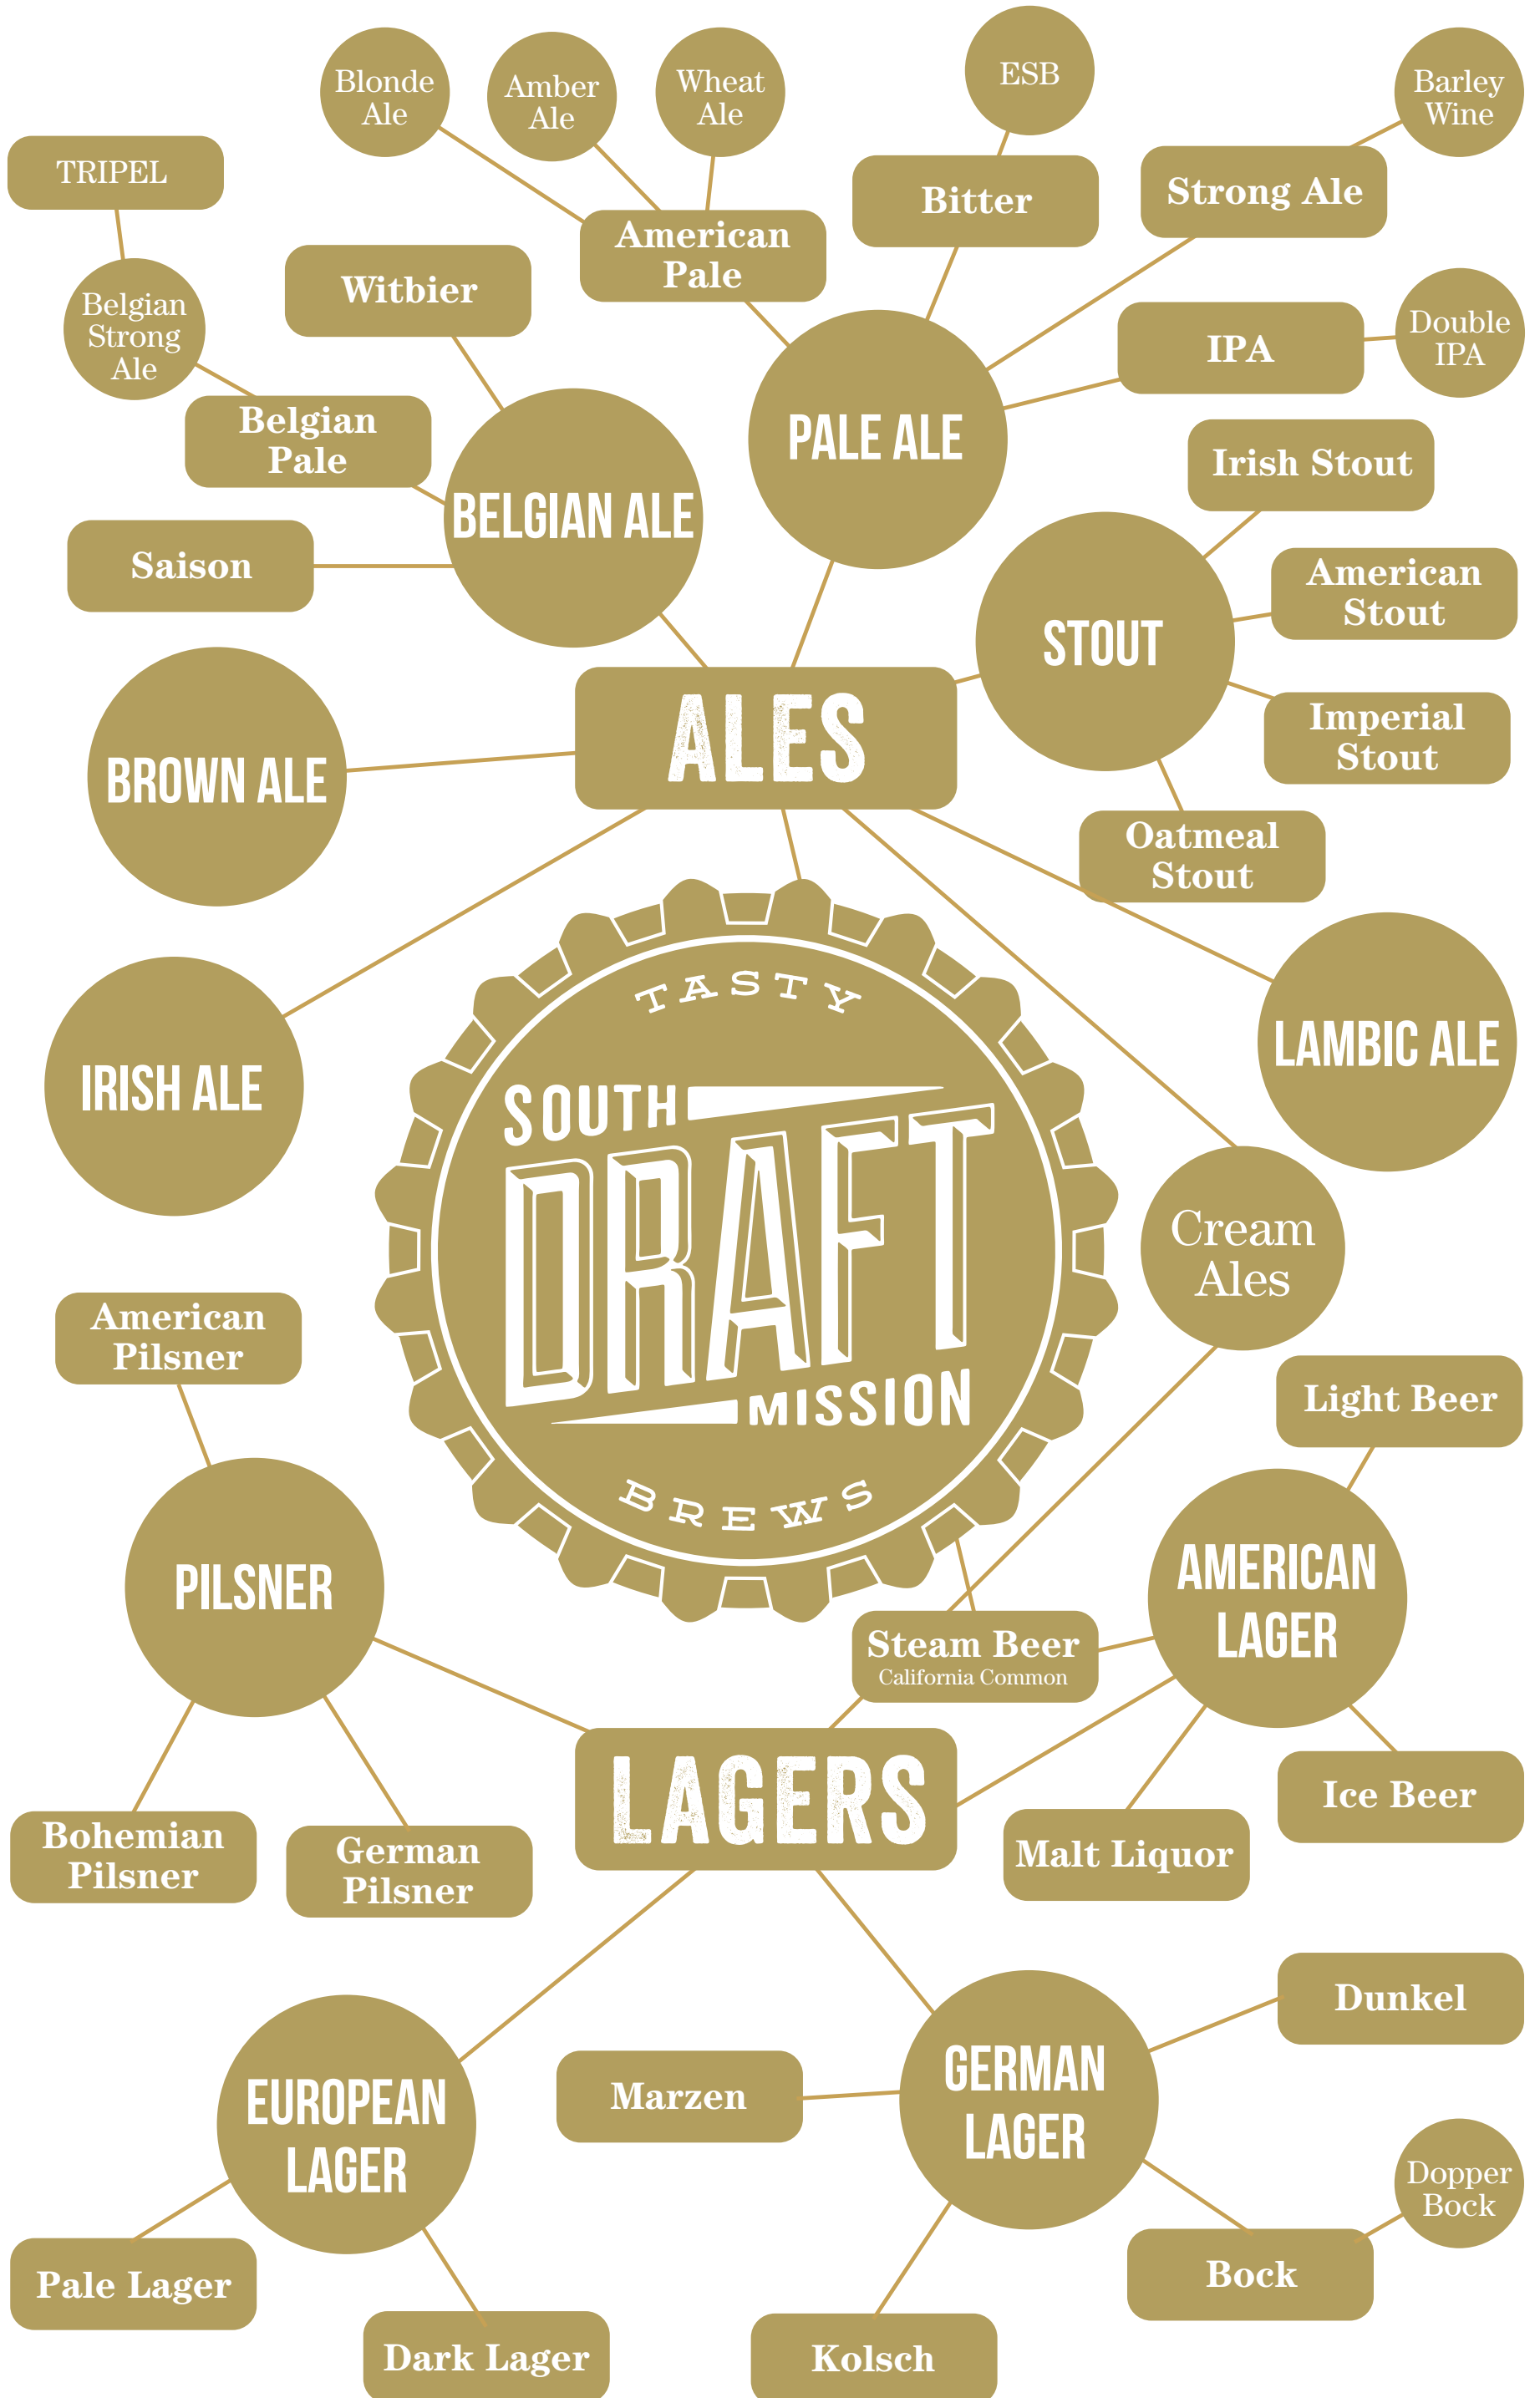 Blonde
Ale
Amber
Ale
Wheat
Ale
ESB
Barley
Wine
TRIPEL
Bitter
Strong Ale
American
Pale
Witbier
Belgian
Strong
Ale
IPA
Double
IPA
Belgian
Pale
PALE ALE
Irish Stout
BELGIAN ALE
Saison
American
Stout
STOUT
ALES
Imperial
Stout
BROWN ALE
Oatmeal
Stout
TASTY
LAMBIC ALE
IRISH ALE
SOUTH
DRAFT
MISSION
BREWS
Cream
Ales
American
Pilsner
Light Beer
PILSNER
AMERICAN
LAGER
Steam Beer
California Common
LAGERS
Ice Beer
Bohemian
Pilsner
German
Pilsner
Malt Liquor
Dunkel
EUROPEAN
LAGER
Marzen
GERMAN
LAGER
Dopper
Bock
Pale Lager
Bock
Dark Lager
Kolsch